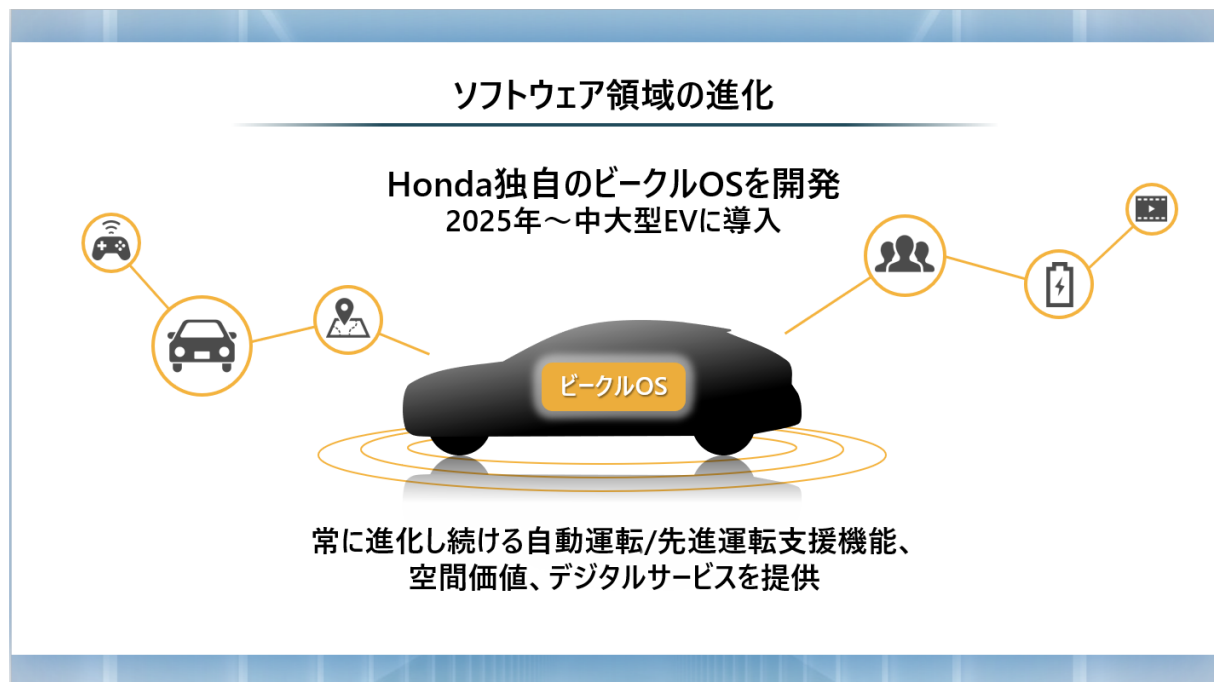 ソフトウェア領域の進化
Honda独自のビークルOSを開発
2025年～中大型EVに導入
ビークルOS
常に進化し続ける自動運転/先進運転支援機能、
空間価値、デジタルサービスを提供